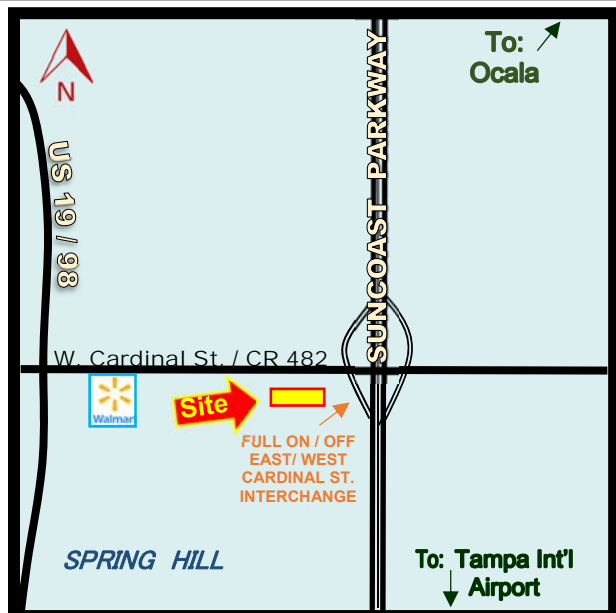 To:
Ocala
N
SUNCOAST PARKWAY
US 19 / 98
W. Cardinal St. / CR 482
Walmart
Site
FULL ON / OFF
EAST/ WEST
CARDINAL ST.
INTERCHANGE
SPRING HILL
To: Tampa Int'l
Airport